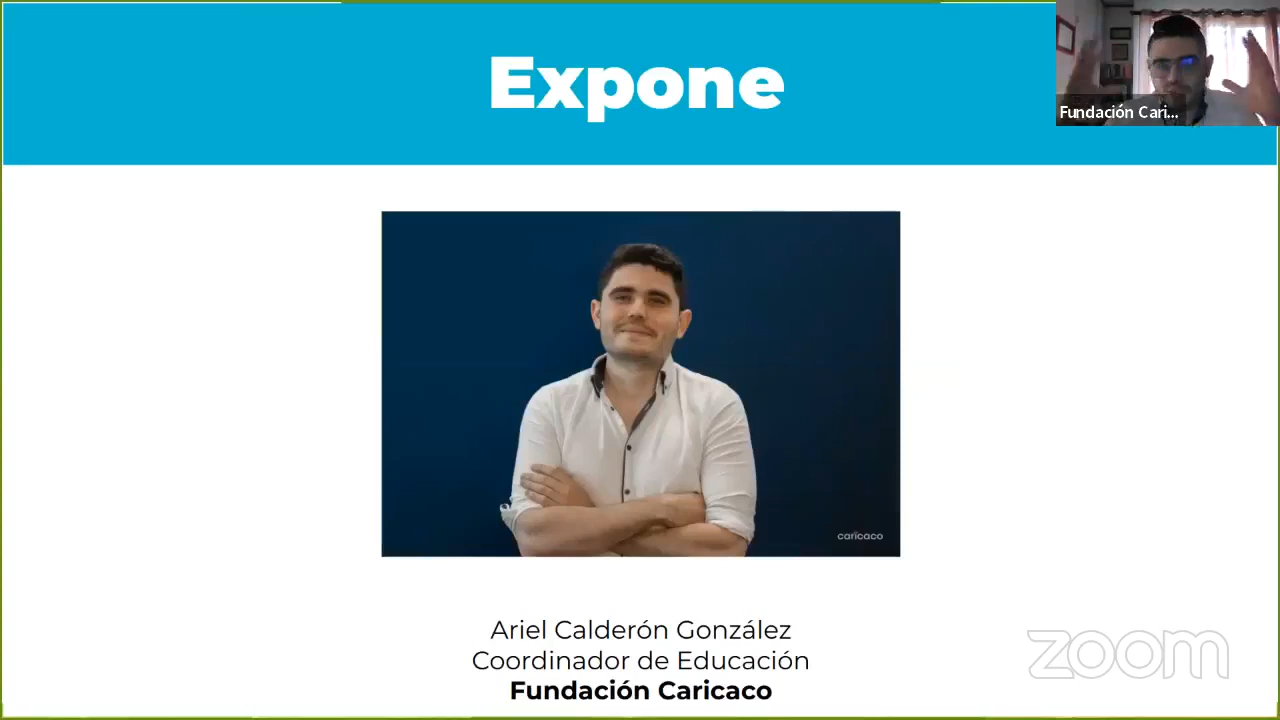 Expone
Fundación Cari...
caricaco
Ariel Calderón González
Coordinador de Educación
Fundación Caricaco
zoom